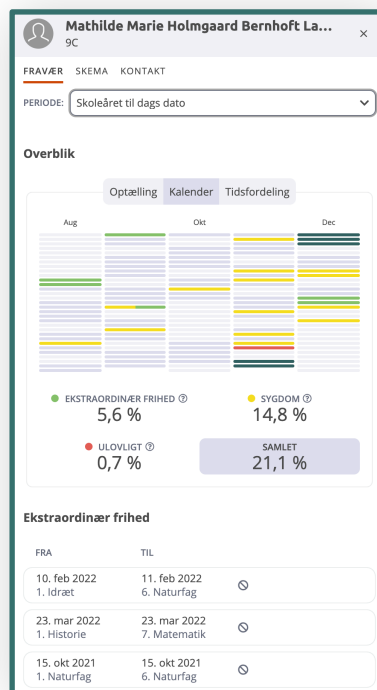 Mathilde Marie Holmgaard Bernhoft La...
9C
FRAVÆR SKEMA KONTAKT
PERIODE: Skoleåret til dags dato
Overblik
Optælling Kalender Tidsfordeling
Aug Okt Dec
EKSTRAORDINÆR FRIHED SYGDOM
5,6 % 14,8 %
ULOVLIGT SAMLET
0,7 % 21,1 %
Ekstraordinær frihed
FRA TIL
10. feb 2022 11. feb 2022
1. Idræt 6. Naturfag
23. mar 2022 23. mar 2022
1. Historie 7. Matematik
15. okt 2021 15. okt 2021
1. Naturfag 6. Naturfag